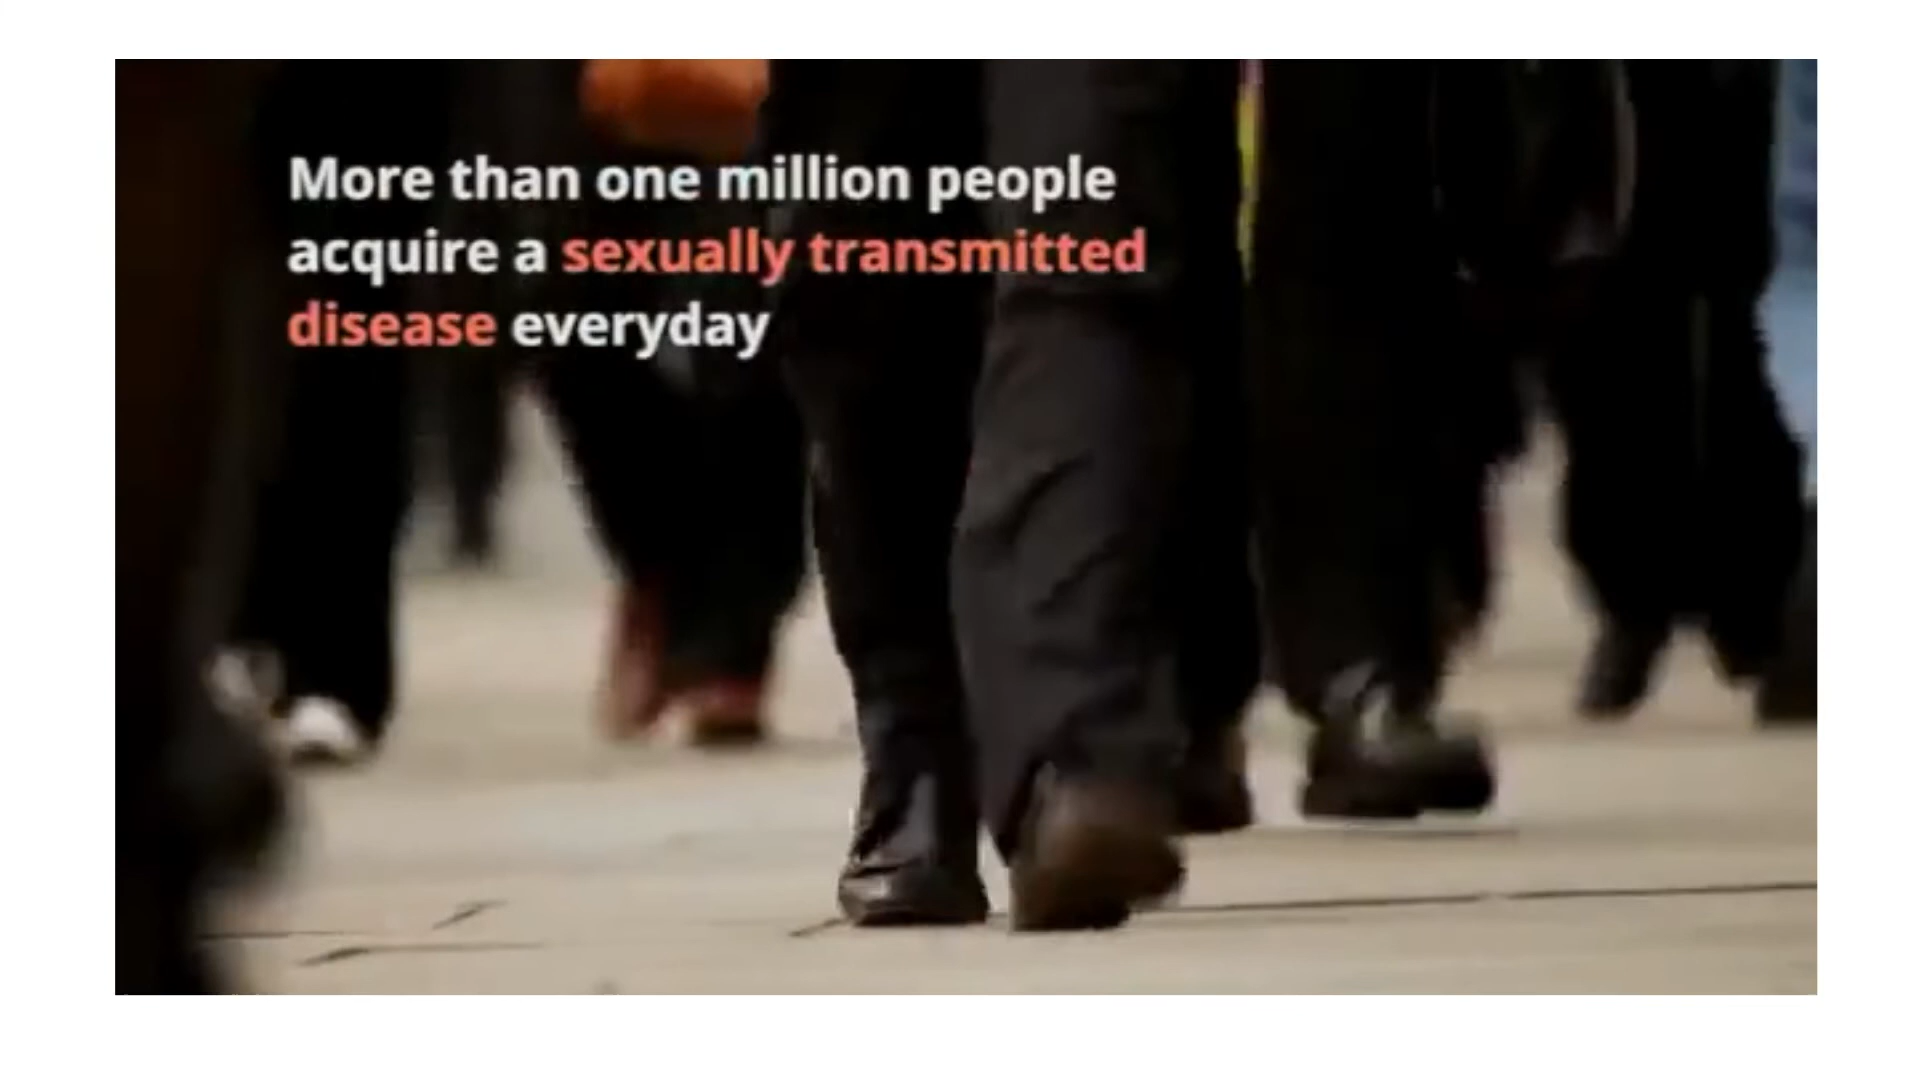 More than one million people
acquire a sexually transmitted
disease everyday